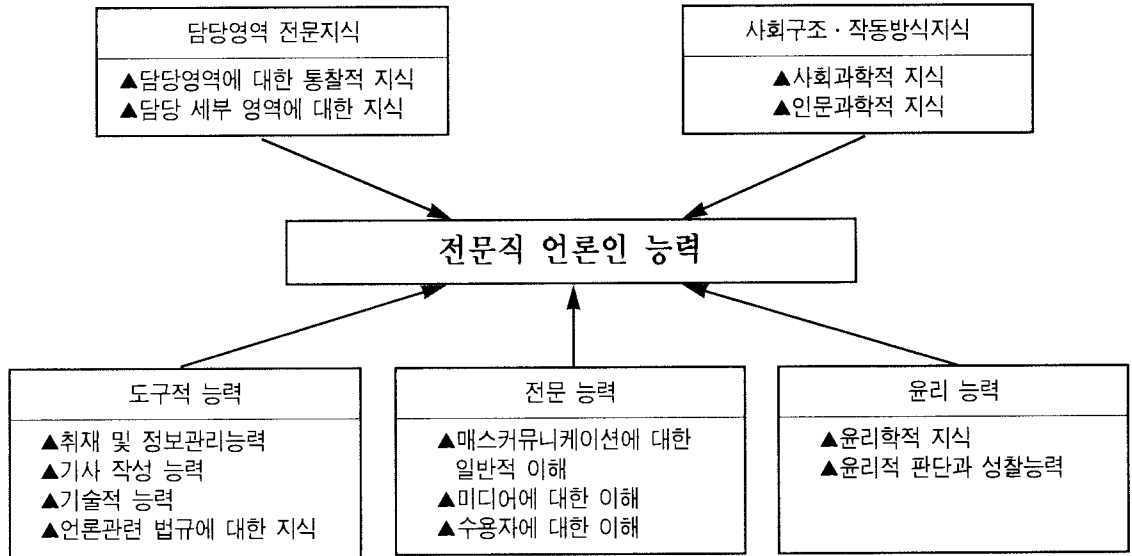 담당영역 전문지식
▲담당영역에 대한 통찰적 지식
▲담당 세부 영역에 대한 지식
사회구조·작동방식지식
▲사회과학적 지식
▲인문과학적 지식
전문직 언론인 능력
도구적 능력
▲취재 및 정보관리능력
▲기사 작성 능력
▲기술적 능력
▲언론관련 법규에 대한 지식
전문 능력
▲매스커뮤니케이션에 대한
일반적 이해
▲미디어에 대한 이해
▲수용자에 대한 이해
윤리 능력
▲윤리학적 지식
▲윤리적 판단과 성찰능력